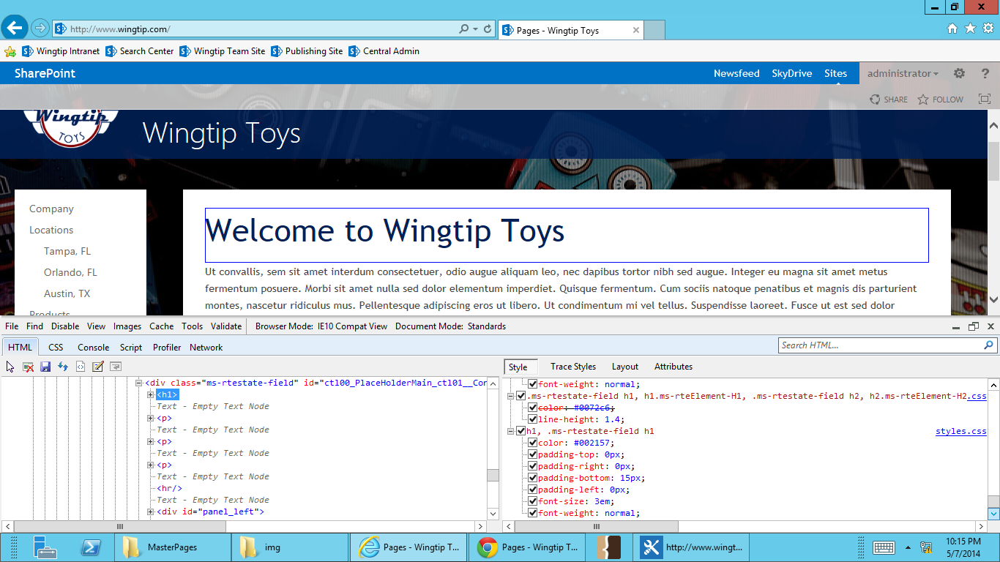 http://www.wingtip.com/
Pages - Wingtip Toys
Wingtip Intranet Search Center Wingtip Team Site Publishing Site Central Admin
SharePoint Newsfeed SkyDrive Sites administrator ?
SHARE FOLLOW
Wingtip TOYS
Wingtip Toys
Company
Locations
Tampa, FL
Orlando, FL
Austin, TX
Products
Welcome to Wingtip Toys
Ut convallis, sem sit amet interdum consectetuer, odio augue aliquam leo, nec dapibus tortor nibh sed augue. Integer eu magna sit amet metus
fermentum posuere. Morbi sit amet nulla sed dolor elementum imperdiet. Quisque fermentum. Cum sociis natoque penatibus et magnis dis parturient
montes, nascetur ridiculus mus. Pellentesque adipiscing eros ut libero. Ut condimentum mi vel tellus. Suspendisse laoreet. Fusce ut est sed dolor
File Find Disable View Images Cache Tools Validate Browser Mode: IE10 Compat View Document Mode: Standards
HTML CSS Console Script Profiler Network Search HTML...
Style Trace Styles Layout Attributes
<div class="ms-rtestate-field" id="ctl00_PlaceHolderMain_ctl01__Cor
<h1>
Text - Empty Text Node
<p>
Text - Empty Text Node
<p>
Text - Empty Text Node
<p>
Text - Empty Text Node
<hr/>
Text - Empty Text Node
<div id="panel_left">
font-weight: normal;
.ms-rtestate-field h1, h1.ms-rteElement-H1, .ms-rtestate-field h2, h2.ms-rteElement-H2.css
color: #0072c6;
line-height: 1.4;
h1, .ms-rtestate-field h1 styles.css
color: #002157;
padding-top: 0px;
padding-right: 0px;
padding-bottom: 15px;
padding-left: 0px;
font-size: 3em;
font-weight: normal;
MasterPages img Pages - Wingtip T... Pages - Wingtip T... http://www.wingt...
10:15 PM
5/7/2014